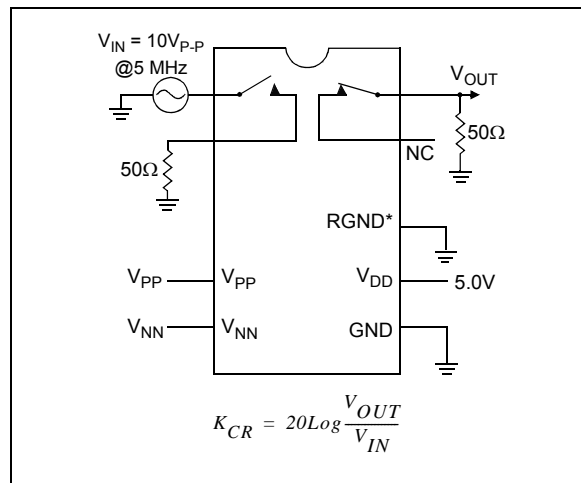 V_IN = 10V_P-P
@5 MHz
V_OUT
50Ω
NC
50Ω
RGND*
V_PP V_PP V_DD 5.0V
V_NN V_NN GND
K_CR = 20Log V_OUT / V_IN